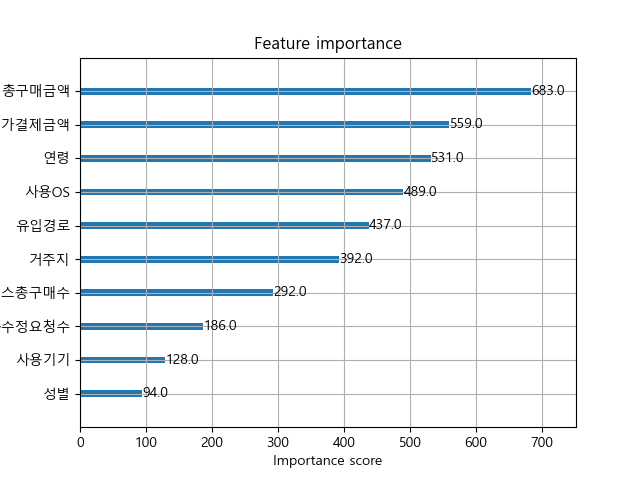 Feature importance
총구매금액 683.0
가결제금액 559.0
연령 531.0
사용OS 489.0
유입경로 437.0
거주지 392.0
스총구매수 292.0
수정요청수 186.0
사용기기 128.0
성별 94.0
0 100 200 300 400 500 600 700
Importance score